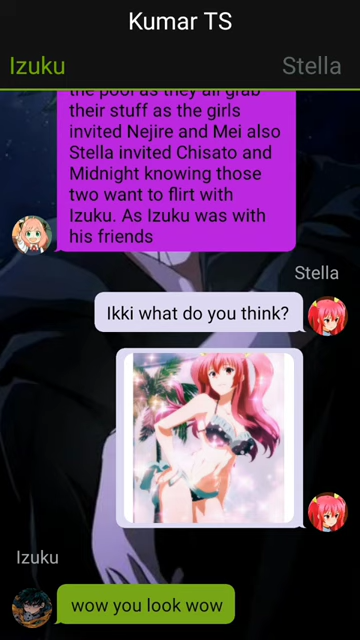 Kumar TS
Izuku
Stella
the pool as they all grab
their stuff as the girls
invited Nejire and Mei also
Stella invited Chisato and
Midnight knowing those
two want to flirt with
Izuku. As Izuku was with
his friends
Stella
Ikki what do you think?
Izuku
wow you look wow